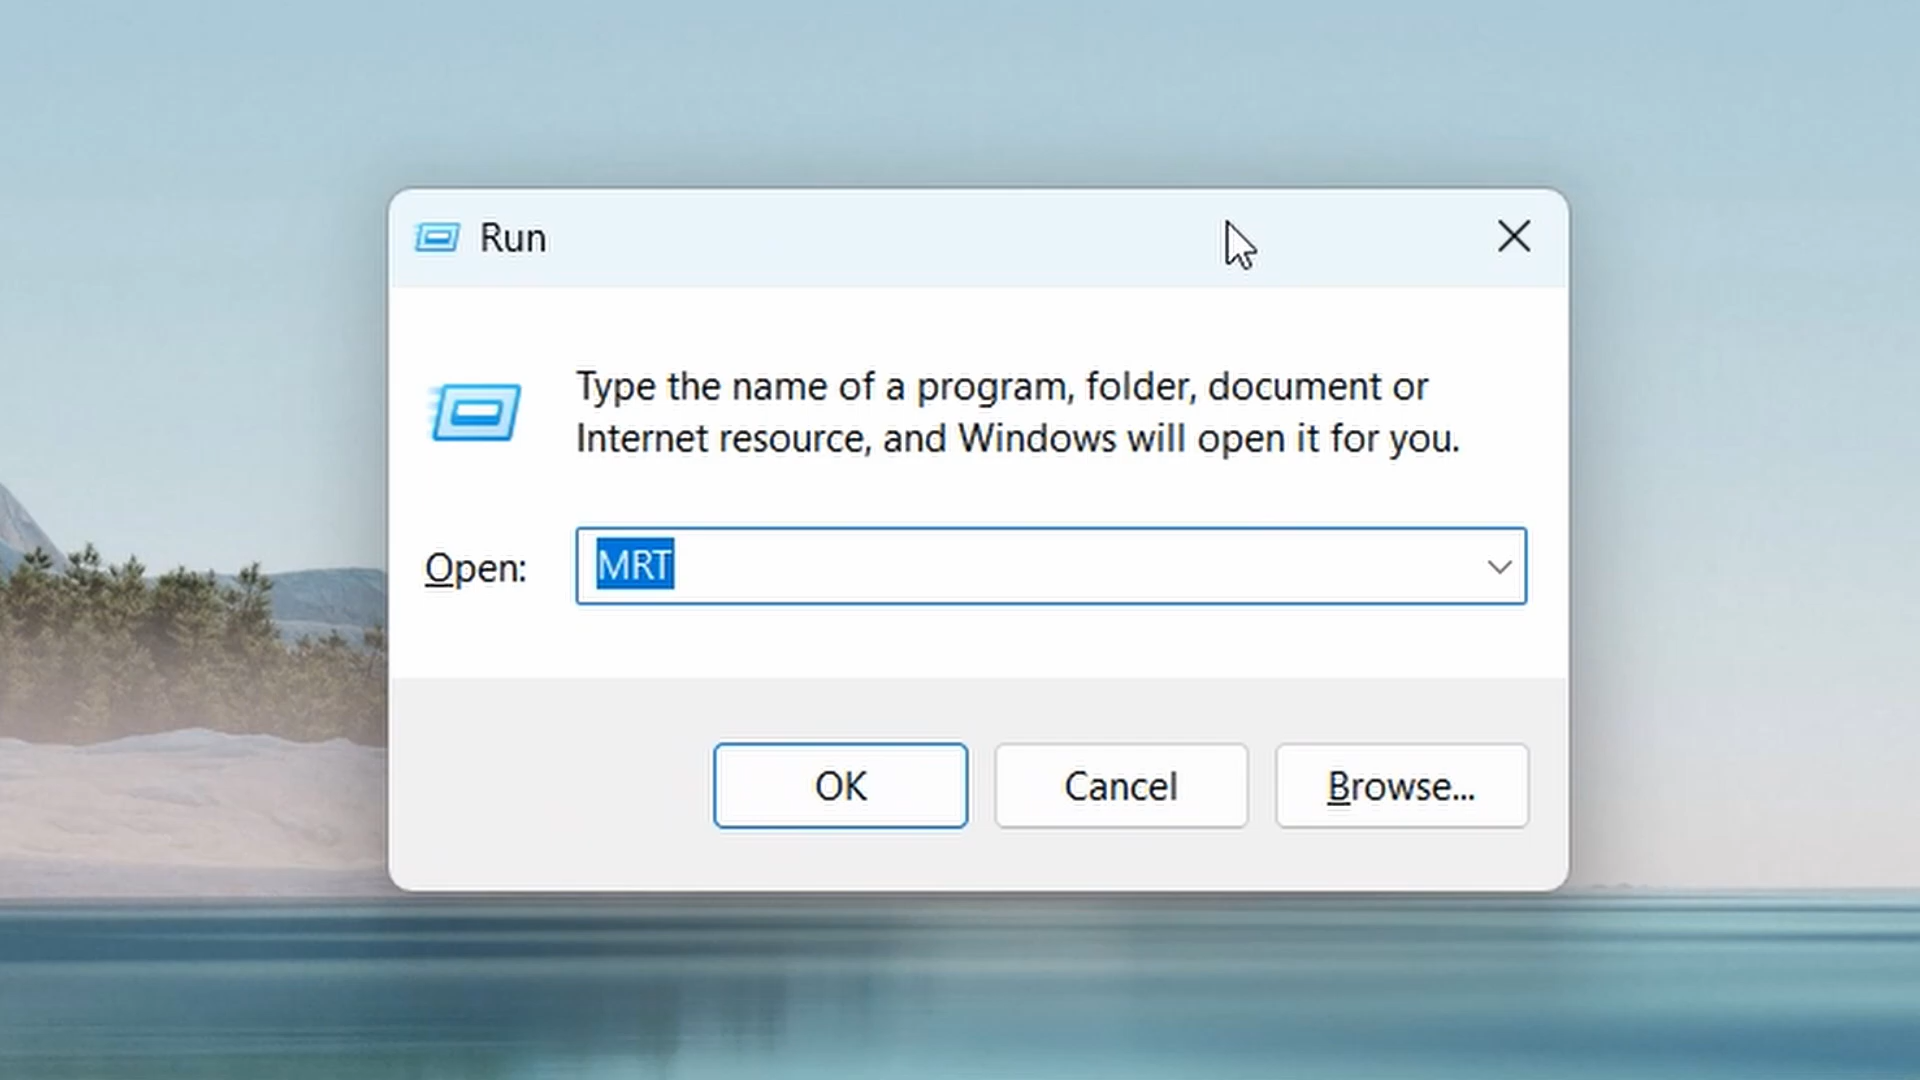 Run
Type the name of a program, folder, document or
Internet resource, and Windows will open it for you.
Open: MRT
OK Cancel Browse...